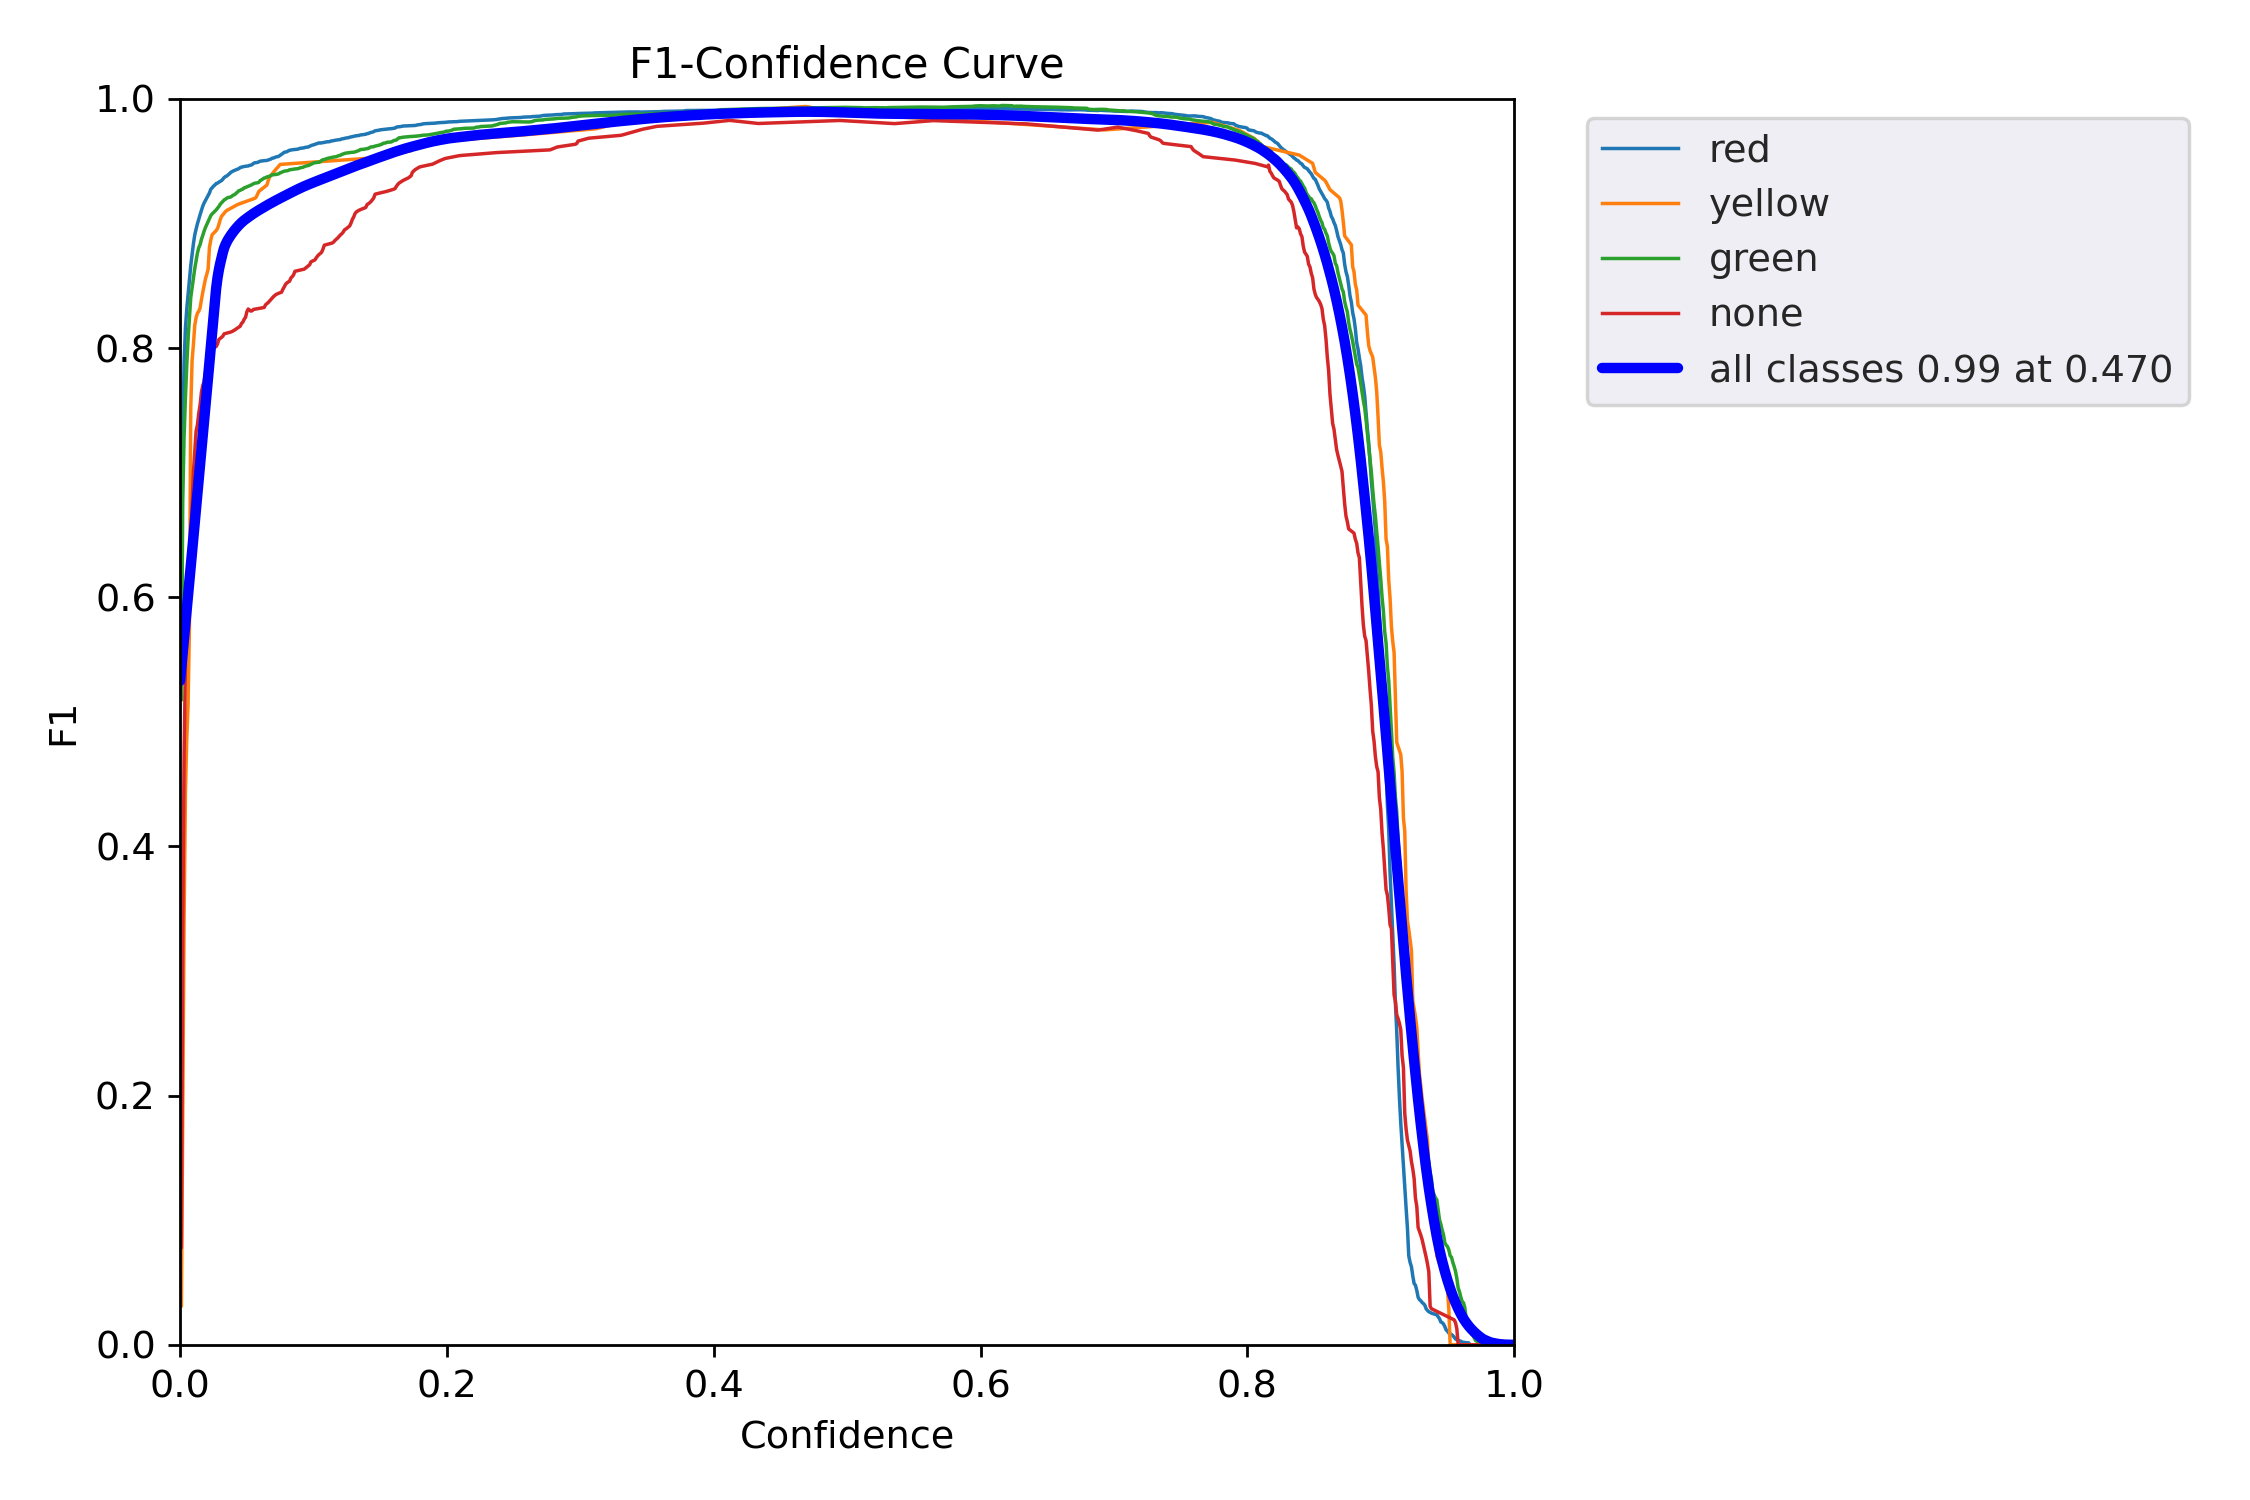 F1-Confidence Curve
1.0
0.8
0.6
0.4
0.2
0.0
F1
0.0 0.2 0.4 0.6 0.8 1.0
Confidence
red
yellow
green
none
all classes 0.99 at 0.470